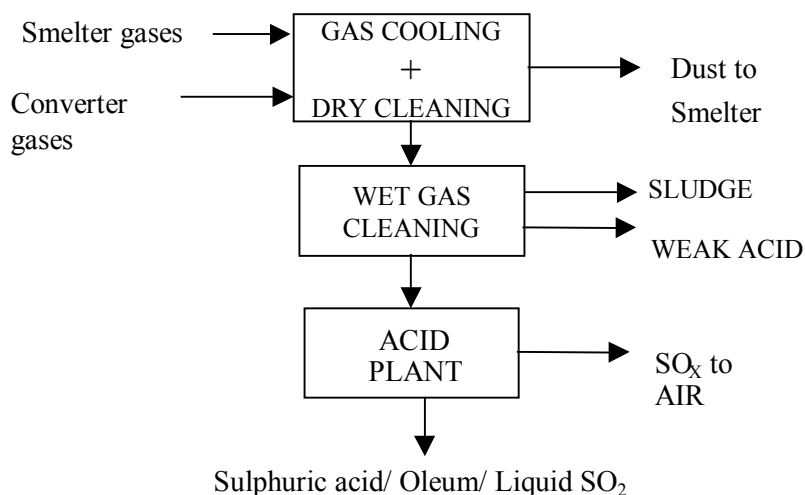 Smelter gases
Converter
gases
GAS COOLING
+
DRY CLEANING
Dust to
Smelter
WET GAS
CLEANING
SLUDGE
WEAK ACID
ACID
PLANT
SOX to
AIR
Sulphuric acid/ Oleum/ Liquid SO2